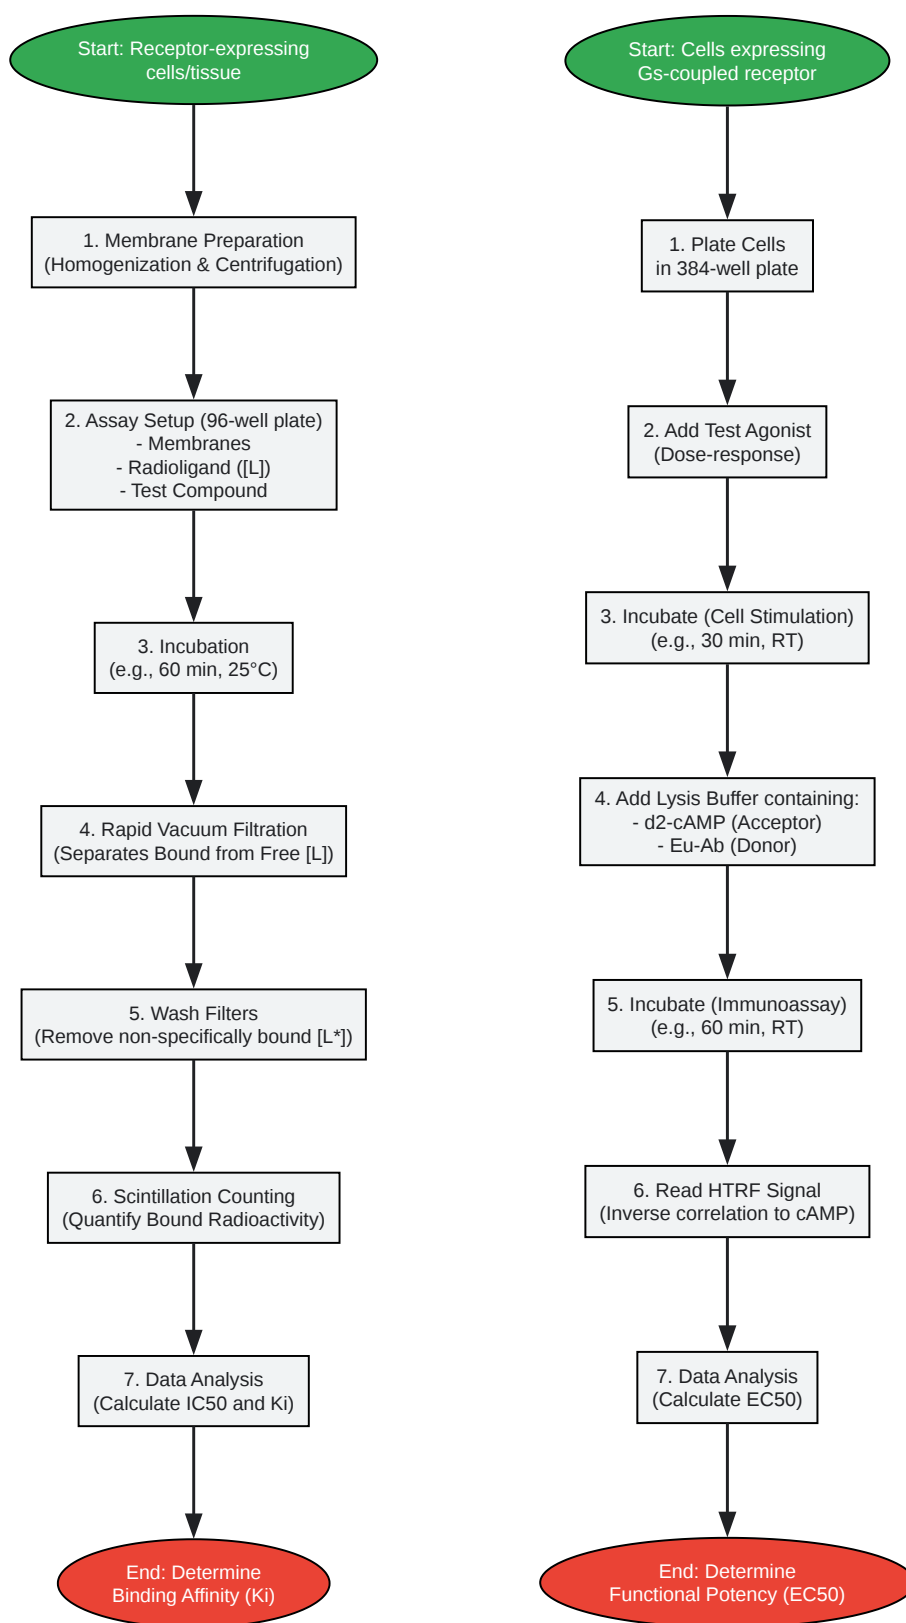 Start: Receptor-expressing
cells/tissue
1. Membrane Preparation
(Homogenization & Centrifugation)
2. Assay Setup (96-well plate)
- Membranes
- Radioligand ([L])
- Test Compound
3. Incubation
(e.g., 60 min, 25°C)
4. Rapid Vacuum Filtration
(Separates Bound from Free [L])
5. Wash Filters
(Remove non-specifically bound [L*])
6. Scintillation Counting
(Quantify Bound Radioactivity)
7. Data Analysis
(Calculate IC50 and Ki)
End: Determine
Binding Affinity (Ki)
Start: Cells expressing
Gs-coupled receptor
1. Plate Cells
in 384-well plate
2. Add Test Agonist
(Dose-response)
3. Incubate (Cell Stimulation)
(e.g., 30 min, RT)
4. Add Lysis Buffer containing:
- d2-cAMP (Acceptor)
- Eu-Ab (Donor)
5. Incubate (Immunoassay)
(e.g., 60 min, RT)
6. Read HTRF Signal
(Inverse correlation to cAMP)
7. Data Analysis
(Calculate EC50)
End: Determine
Functional Potency (EC50)